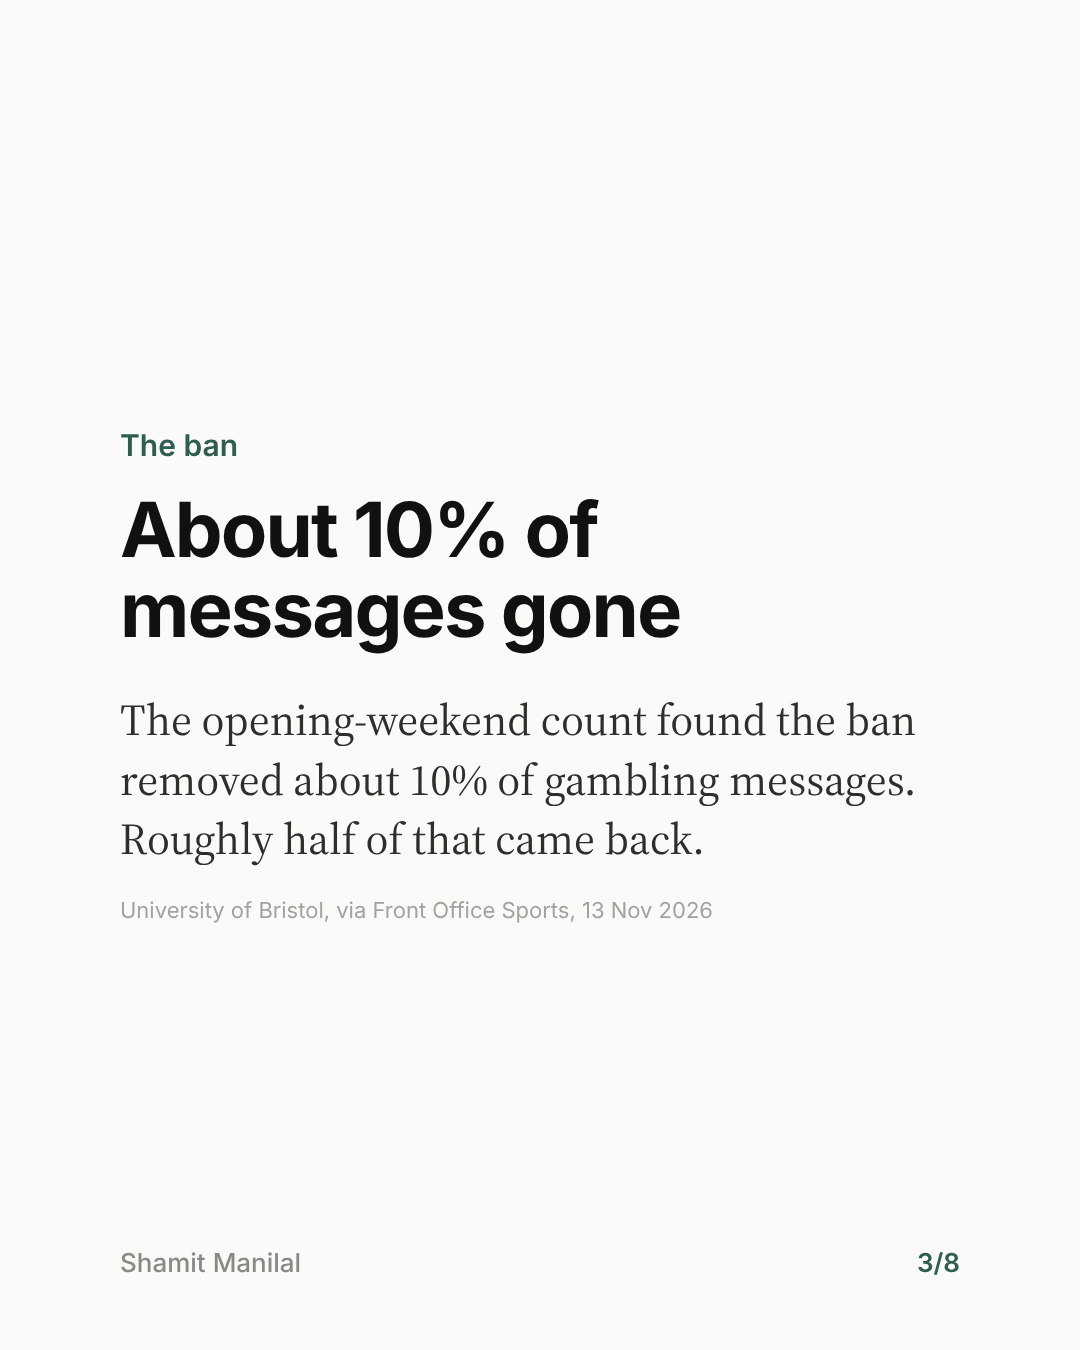 The ban
About 10% of
messages gone
The opening-weekend count found the ban
removed about 10% of gambling messages.
Roughly half of that came back.
University of Bristol, via Front Office Sports, 13 Nov 2026
Shamit Manilal
3/8